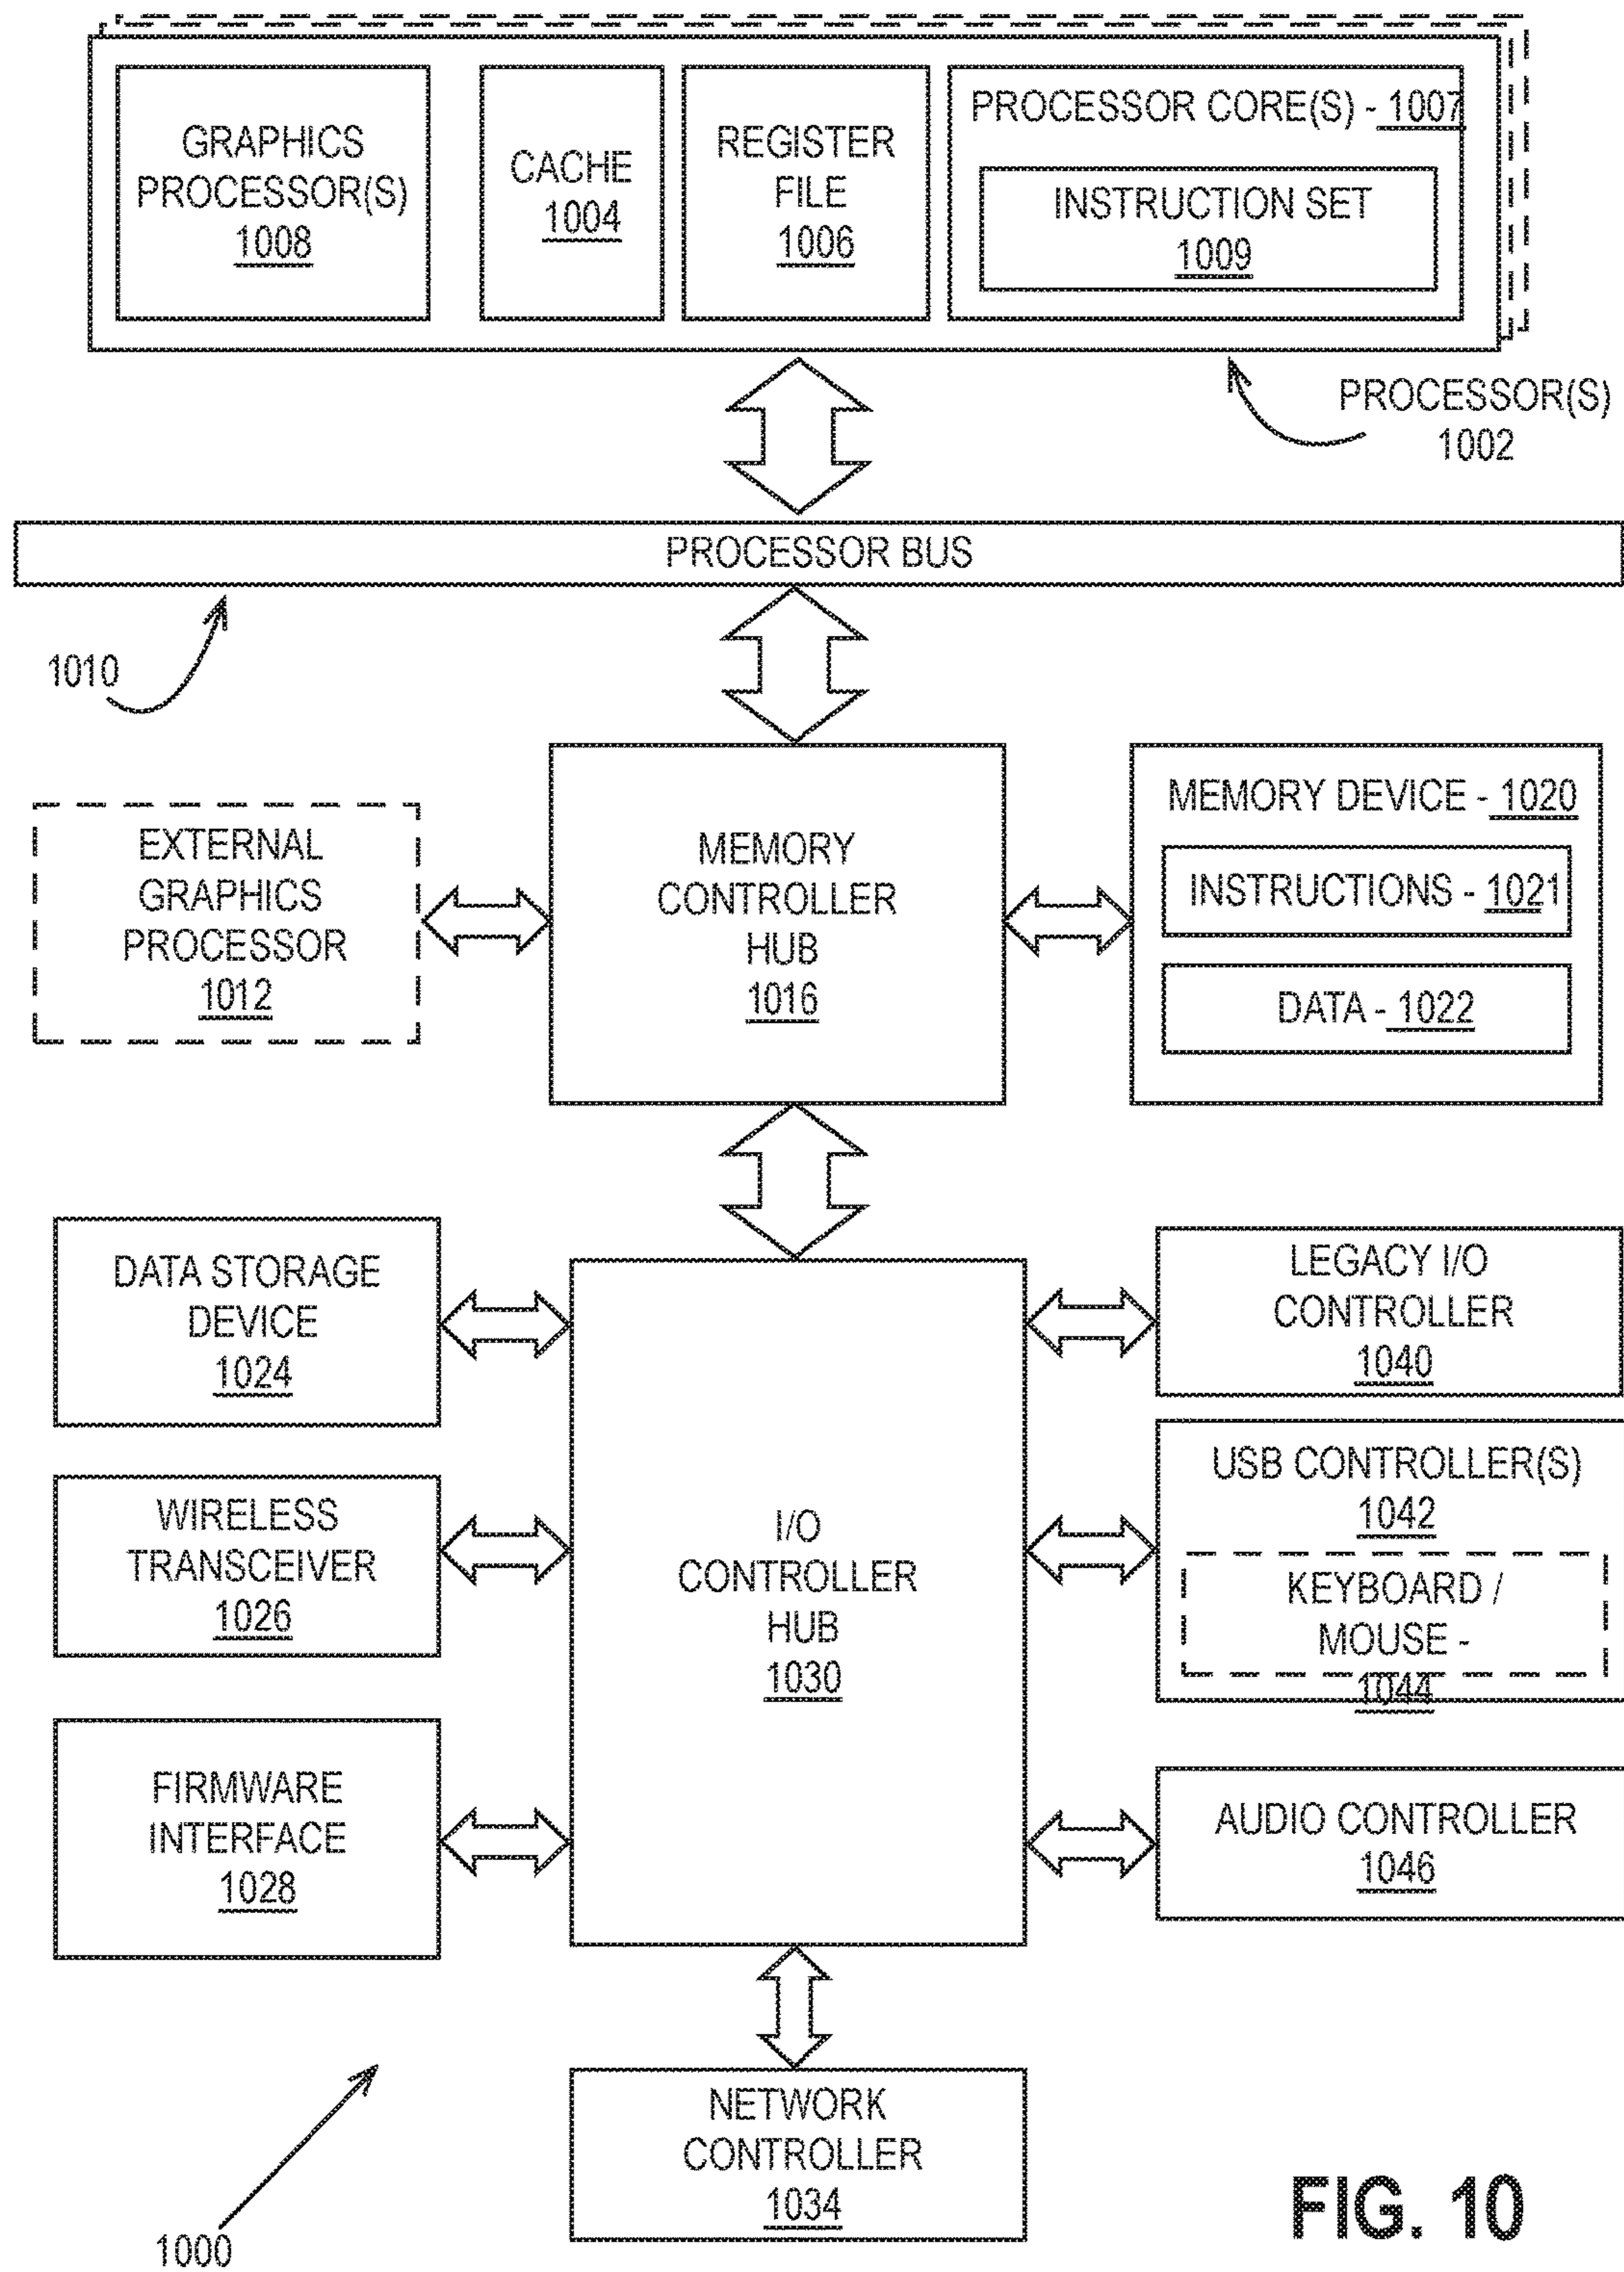 GRAPHICS
PROCESSOR(S)
1008
CACHE
1004
REGISTER
FILE
1006
PROCESSOR CORE(S) - 1007
INSTRUCTION SET
1009
PROCESSOR(S)
1002
PROCESSOR BUS
1010
EXTERNAL
GRAPHICS
PROCESSOR
1012
MEMORY
CONTROLLER
HUB
1016
MEMORY DEVICE - 1020
INSTRUCTIONS - 1021
DATA - 1022
DATA STORAGE
DEVICE
1024
WIRELESS
TRANSCEIVER
1026
FIRMWARE
INTERFACE
1028
I/O
CONTROLLER
HUB
1030
LEGACY I/O
CONTROLLER
1040
USB CONTROLLER(S)
1042
KEYBOARD /
MOUSE -
1044
AUDIO CONTROLLER
1046
NETWORK
CONTROLLER
1034
1000
FIG. 10